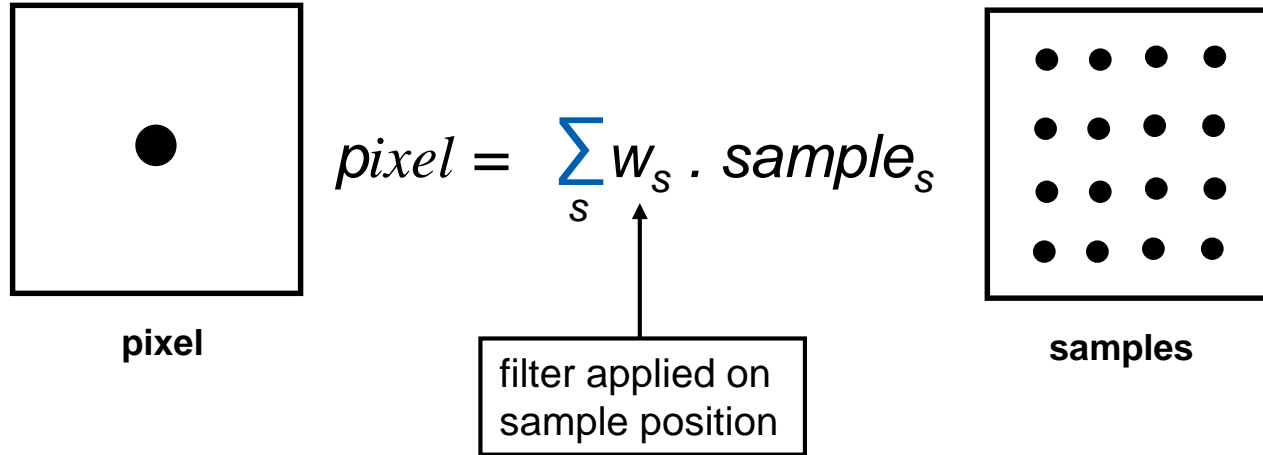 pixel = ∑ w_s . sample_s
s
pixel
samples
filter applied on
sample position